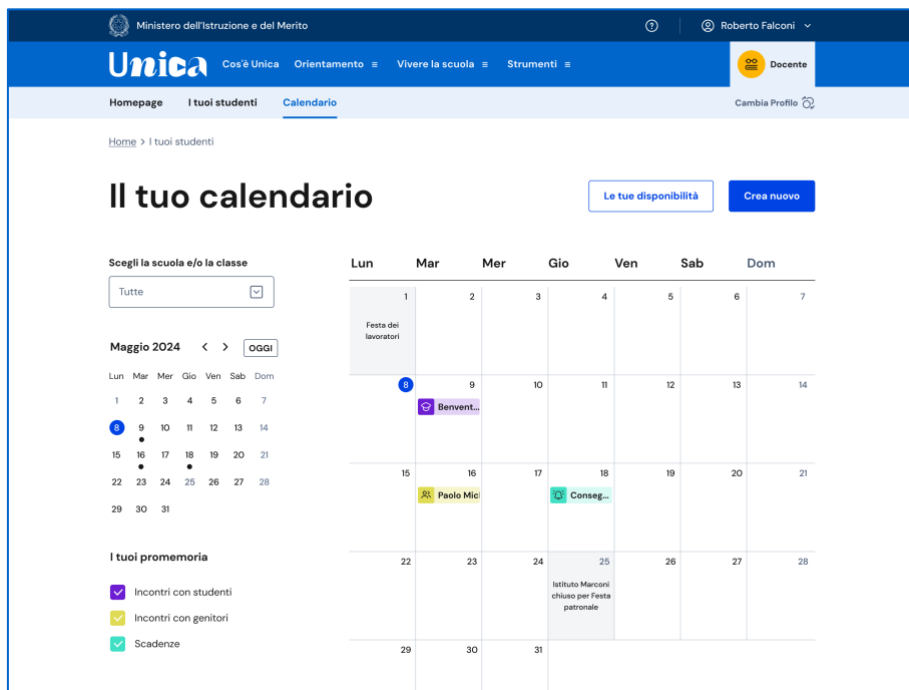 Ministero dell'Istruzione e del Merito
Roberto Falconi
Unica
Cos'è Unica Orientamento Vivere la scuola Strumenti
Docente
Homepage I tuoi studenti Calendario
Cambia Profilo
Home > I tuoi studenti
Il tuo calendario
Le tue disponibilità
Crea nuovo
Scegli la scuola e/o la classe
Tutte
Maggio 2024 < > OGGI
Lun Mar Mer Gio Ven Sab Dom
1 2 3 4 5 6 7
8 9 10 11 12 13 14
15 16 17 18 19 20 21
22 23 24 25 26 27 28
29 30 31
I tuoi promemoria
Incontri con studenti
Incontri con genitori
Scadenze
Lun Mar Mer Gio Ven Sab Dom
1 2 3 4 5 6 7
Festa dei
lavoratori
8 9 10 11 12 13 14
Benvent...
15 16 17 18 19 20 21
Paolo Mic
Conseg...
22 23 24 25 26 27 28
Istituto Marconi
chiuso per Festa
patronale
29 30 31